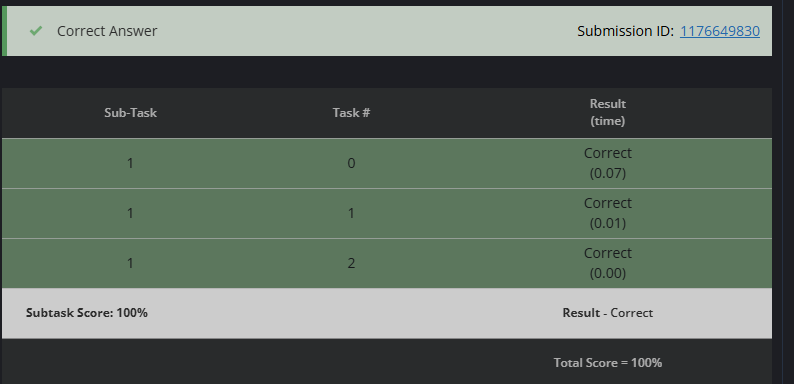 Correct Answer Submission ID: 1176649830
Sub-Task Task # Result
(time)
1 0 Correct
(0.07)
1 1 Correct
(0.01)
1 2 Correct
(0.00)
Subtask Score: 100% Result - Correct
Total Score = 100%